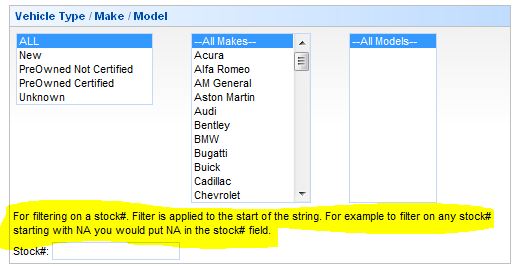 Vehicle Type / Make / Model
ALL
New
PreOwned Not Certified
PreOwned Certified
Unknown
--All Makes--
Acura
Alfa Romeo
AM General
Aston Martin
Audi
Bentley
BMW
Bugatti
Buick
Cadillac
Chevrolet
--All Models--
For filtering on a stock#. Filter is applied to the start of the string. For example to filter on any stock#
starting with NA you would put NA in the stock# field.
Stock#: